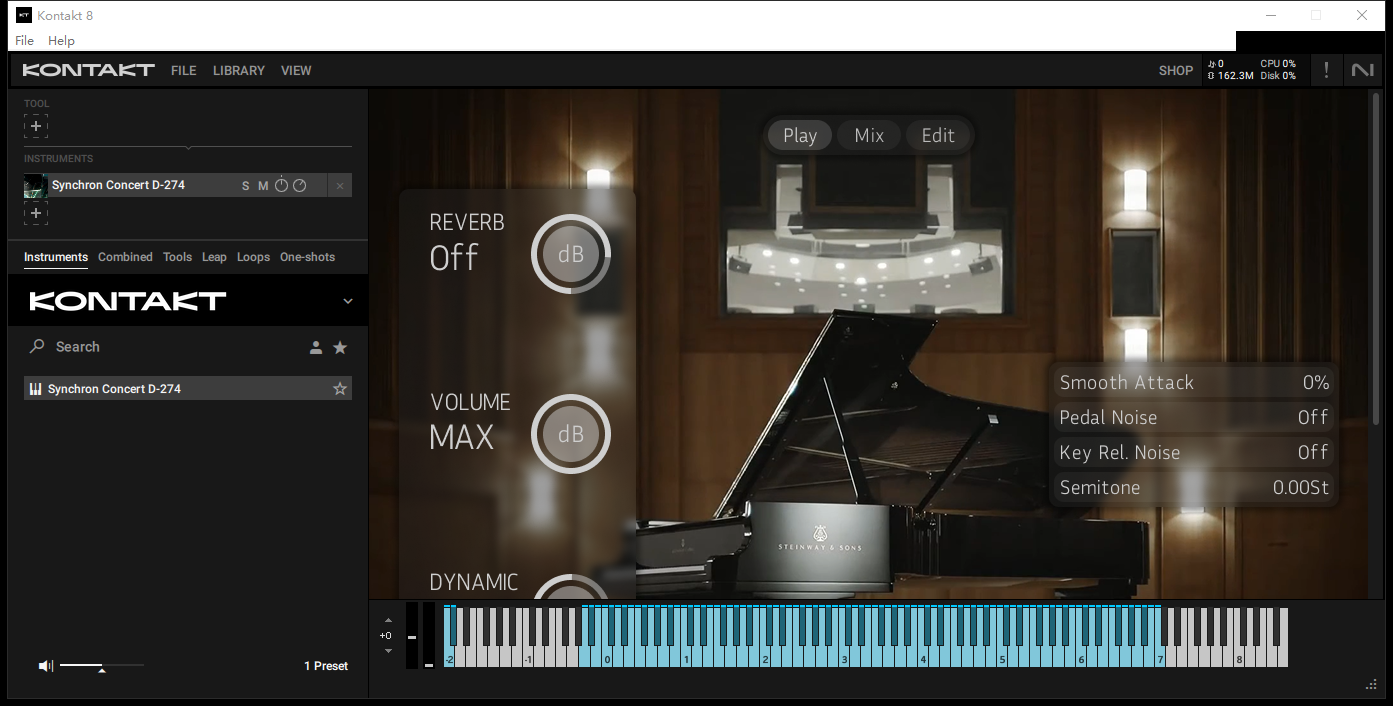 Kontakt 8
File Help
KONTAKT FILE LIBRARY VIEW SHOP 0 CPU 0%
162.3M Disk 0%
TOOL
INSTRUMENTS
Synchron Concert D-274 S M
Instruments Combined Tools Leap Loops One-shots
KONTAKT
Search
Synchron Concert D-274
1 Preset
Play Mix Edit
REVERB
Off dB
VOLUME
MAX dB
DYNAMIC
Smooth Attack 0%
Pedal Noise Off
Key Rel. Noise Off
Semitone 0.00St
STEINWAY & SONS
+0
-2 -1 0 1 2 3 4 5 6 7 8